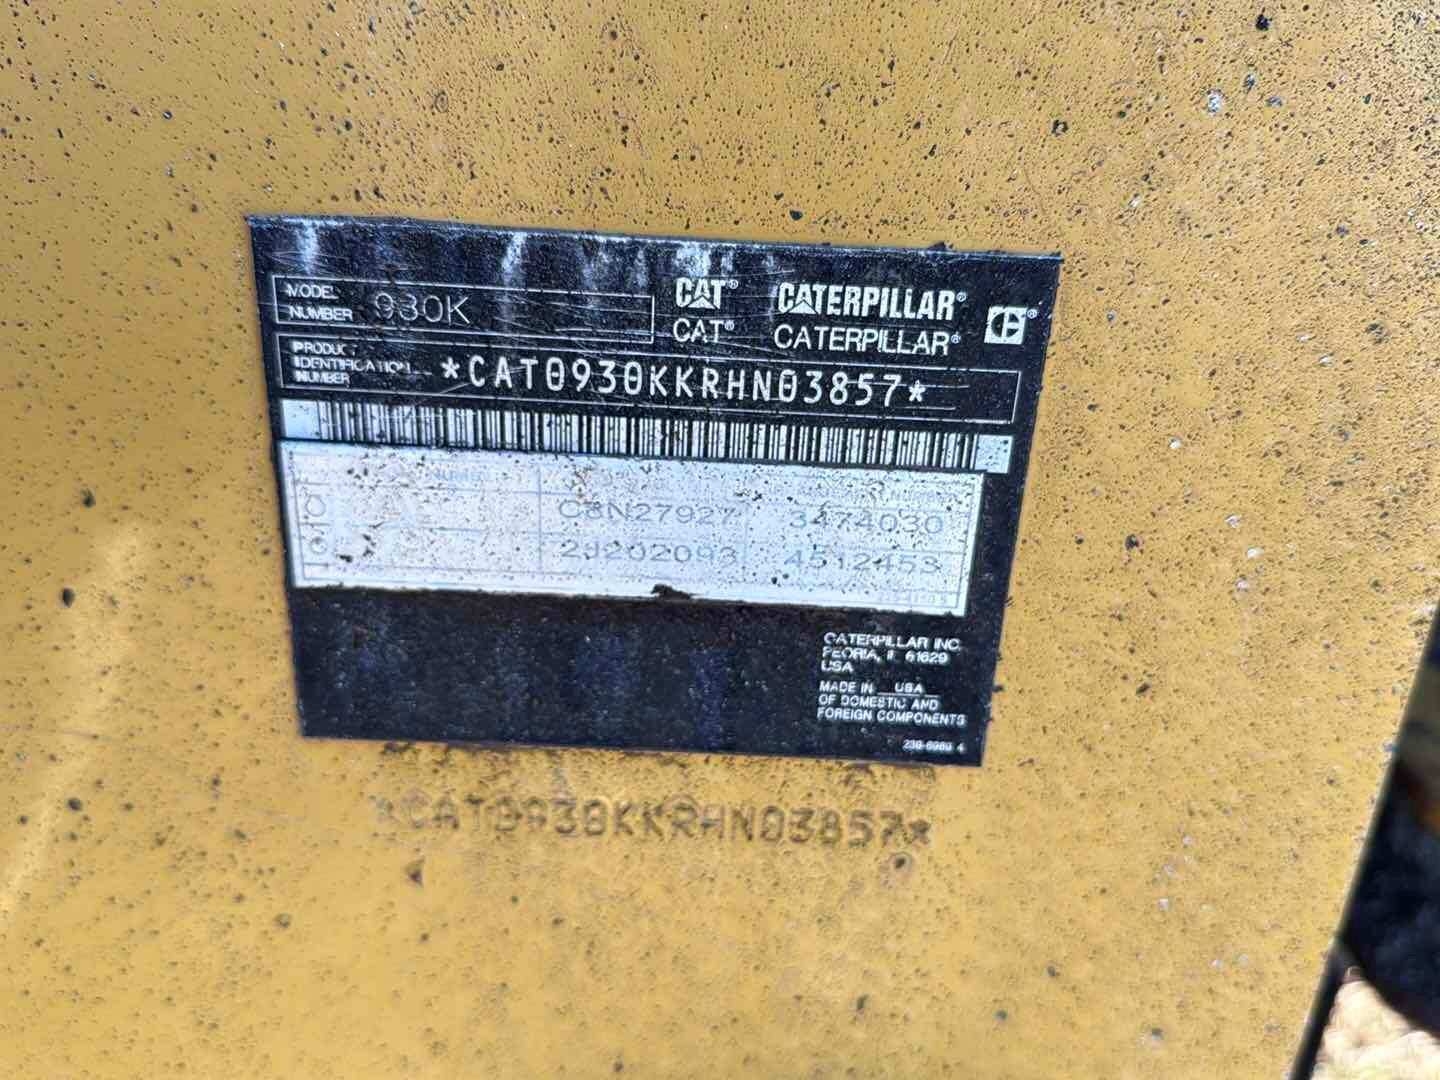 MODEL NUMBER 930K
CAT® CATERPILLAR®
CAT® CATERPILLAR®
PRODUCT
IDENTIFICATION
NUMBER
*CAT0930KKRHN03857*
C8N27927 3474030
2J202093 4512453
CATERPILLAR INC.
PEORIA, IL 61629
USA
MADE IN USA
OF DOMESTIC AND
FOREIGN COMPONENTS
*CAT0930KKRHN03857*